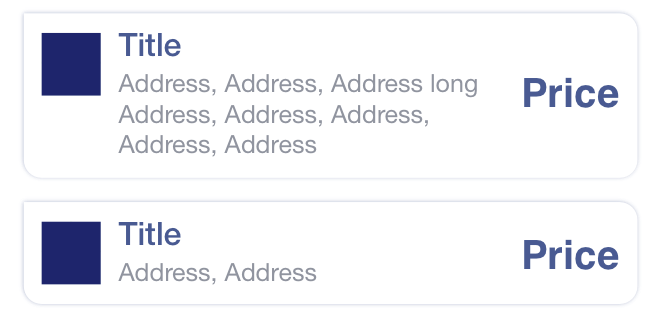 Title
Address, Address, Address long
Address, Address, Address,
Address, Address
Price
Title
Address, Address
Price